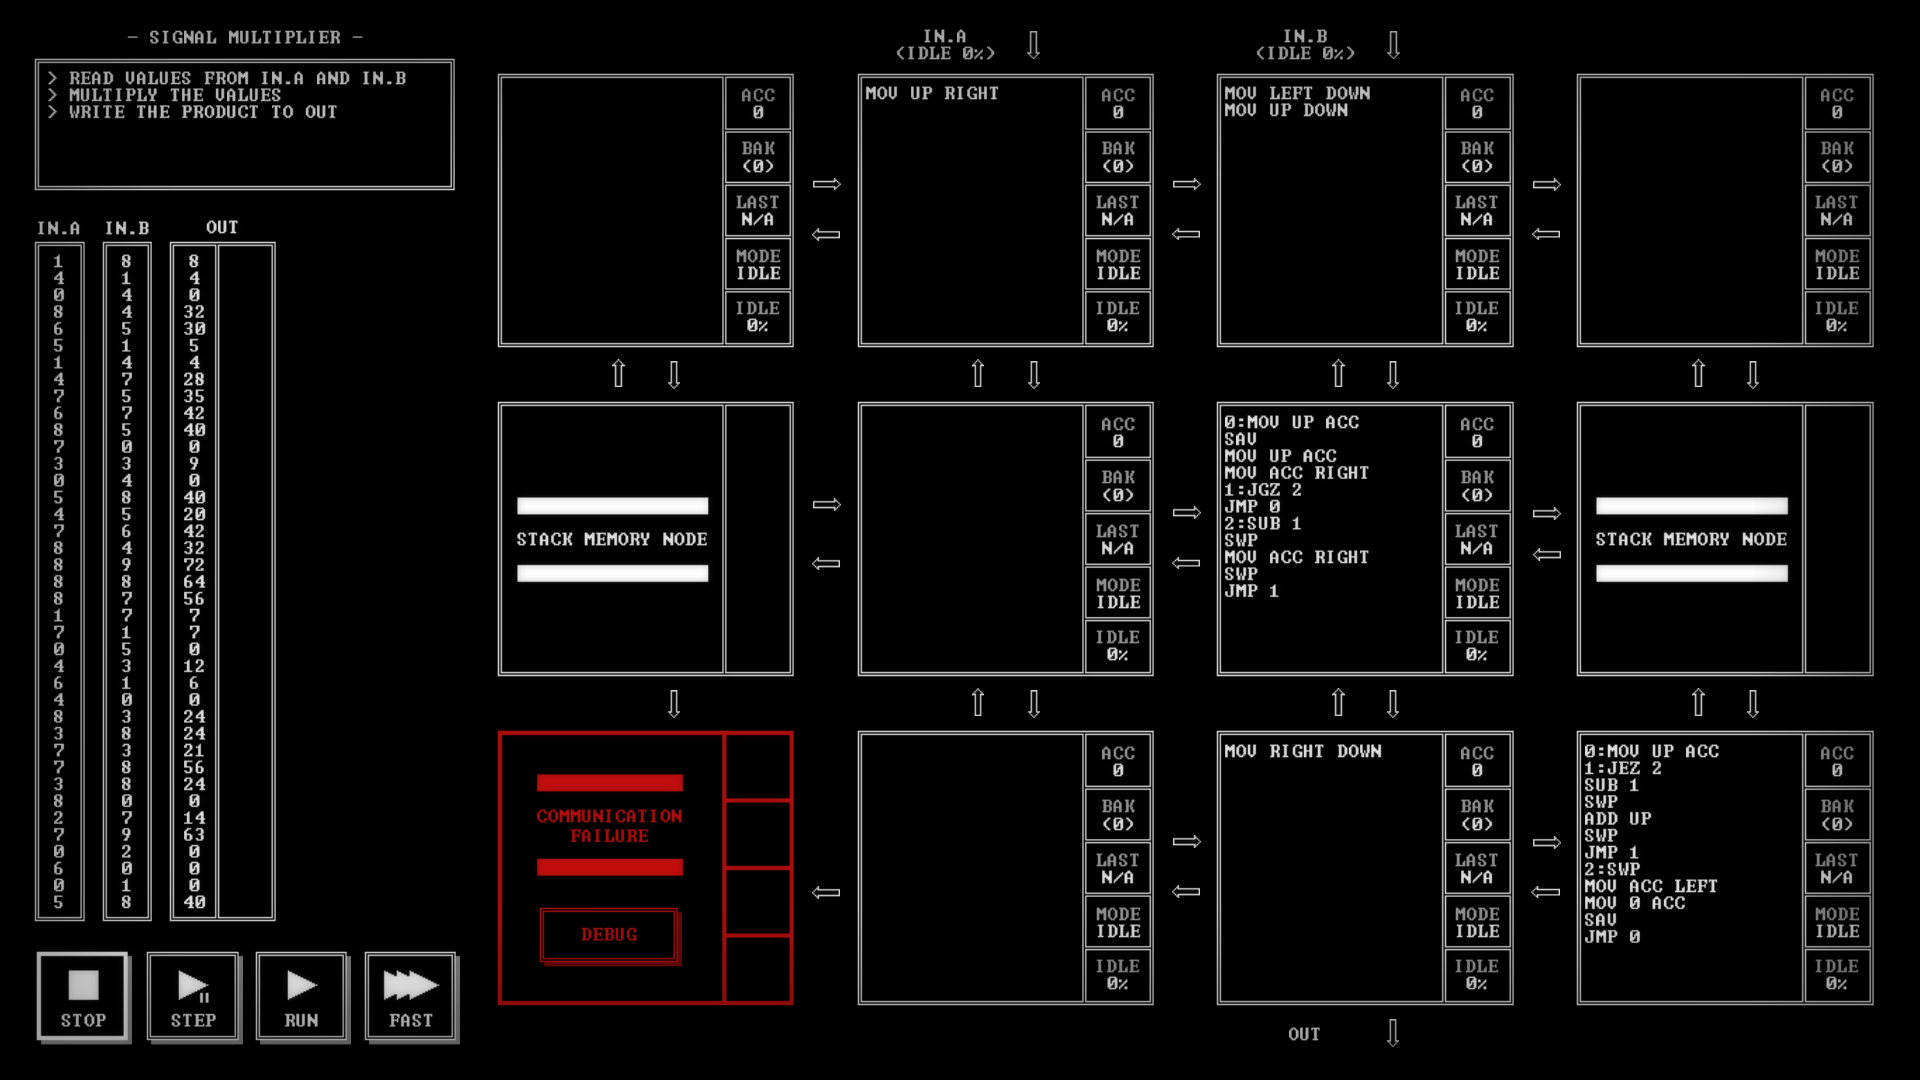 - SIGNAL MULTIPLIER -
> READ VALUES FROM IN.A AND IN.B
> MULTIPLY THE VALUES
> WRITE THE PRODUCT TO OUT
IN.A IN.B OUT
1 8 8
4 1 4
0 4 0
8 4 32
6 5 30
5 1 5
1 4 4
4 7 28
7 5 35
6 7 42
8 5 40
7 0 0
3 3 9
0 4 0
5 8 40
4 5 20
7 6 42
8 4 32
8 9 72
8 8 64
8 7 56
1 7 7
7 1 7
0 5 0
4 3 12
6 1 6
4 0 0
8 3 24
3 8 24
7 3 21
7 8 56
3 8 24
8 0 0
2 7 14
7 9 63
0 2 0
6 0 0
0 1 0
5 8 40
STOP
STEP
RUN
FAST
IN.A
(IDLE 0%)
IN.B
(IDLE 0%)
ACC
0
BAK
(0)
LAST
N/A
MODE
IDLE
IDLE
0%
MOV UP RIGHT
ACC
0
BAK
(0)
LAST
N/A
MODE
IDLE
IDLE
0%
MOV LEFT DOWN
MOV UP DOWN
ACC
0
BAK
(0)
LAST
N/A
MODE
IDLE
IDLE
0%
ACC
0
BAK
(0)
LAST
N/A
MODE
IDLE
IDLE
0%
STACK MEMORY NODE
ACC
0
BAK
(0)
LAST
N/A
MODE
IDLE
IDLE
0%
0:MOV UP ACC
SAV
MOV UP ACC
MOV ACC RIGHT
1:JGZ 2
JMP 0
2:SUB 1
SWP
MOV ACC RIGHT
SWP
JMP 1
ACC
0
BAK
(0)
LAST
N/A
MODE
IDLE
IDLE
0%
STACK MEMORY NODE
COMMUNICATION
FAILURE
DEBUG
ACC
0
BAK
(0)
LAST
N/A
MODE
IDLE
IDLE
0%
MOV RIGHT DOWN
ACC
0
BAK
(0)
LAST
N/A
MODE
IDLE
IDLE
0%
0:MOV UP ACC
1:JEZ 2
SUB 1
SWP
ADD UP
SWP
JMP 1
2:SWP
MOV ACC LEFT
MOV 0 ACC
SAV
JMP 0
ACC
0
BAK
(0)
LAST
N/A
MODE
IDLE
IDLE
0%
OUT